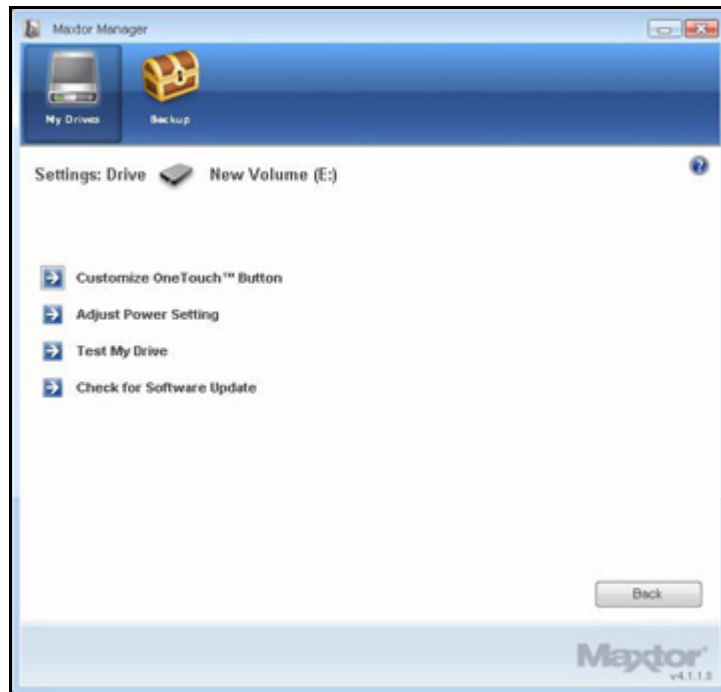 Maxtor Manager
My Drives Backup
Settings: Drive New Volume (E:)
Customize OneTouch™ Button
Adjust Power Setting
Test My Drive
Check for Software Update
Back
Maxtor
v4.1.1.0